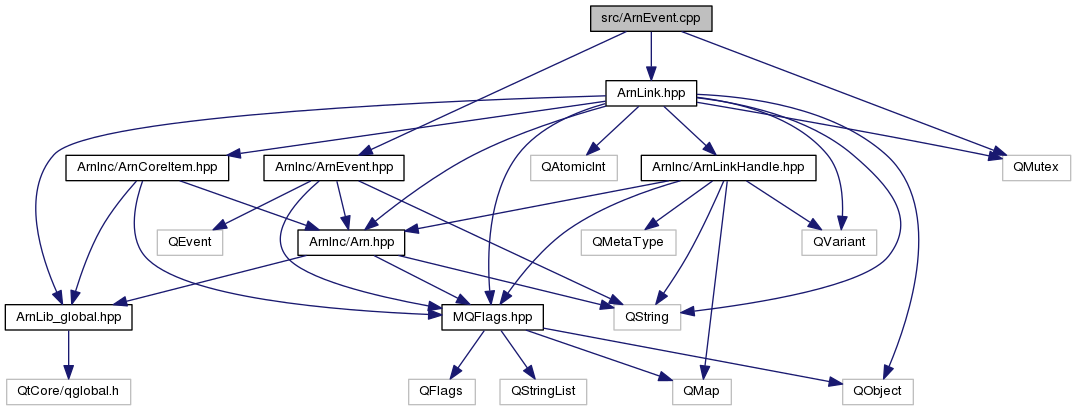 src/ArnEvent.cpp
ArnLink.hpp
ArnInc/ArnCoreItem.hpp
ArnInc/ArnEvent.hpp
QAtomicInt
ArnInc/ArnLinkHandle.hpp
QMutex
QEvent
ArnInc/Arn.hpp
QMetaType
QVariant
ArnLib_global.hpp
MQFlags.hpp
QString
QtCore/qglobal.h
QFlags
QStringList
QMap
QObject